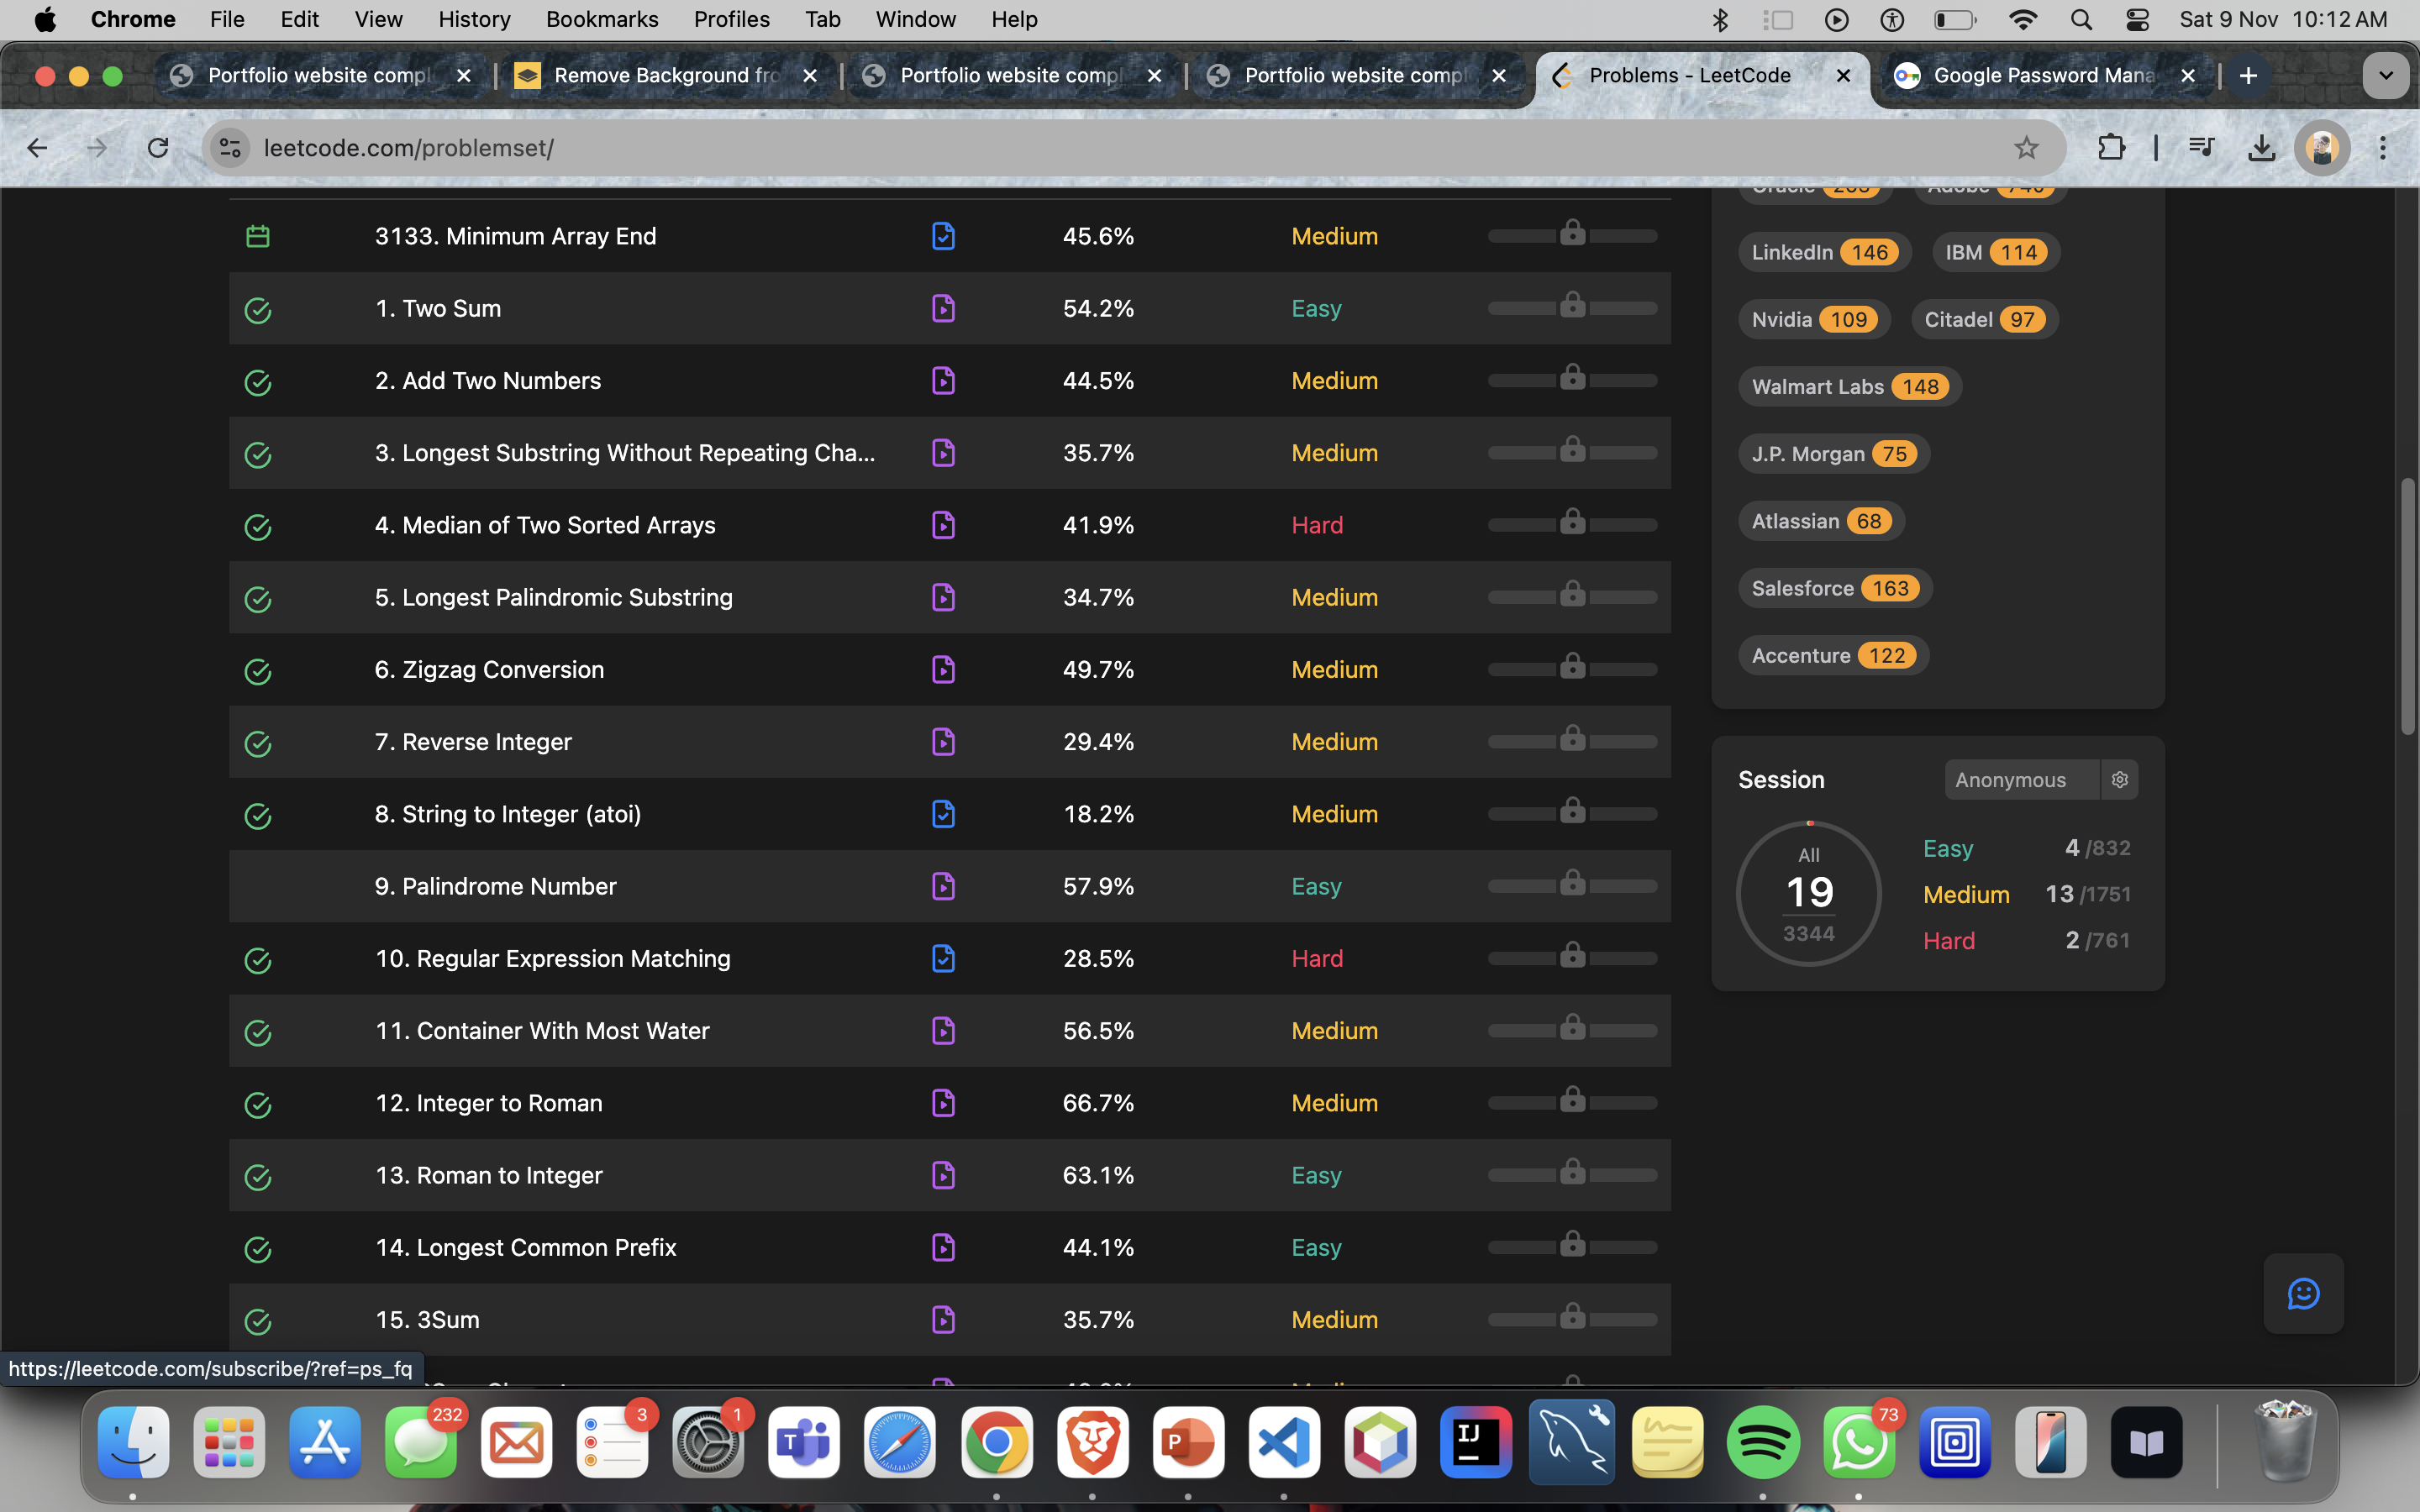 Chrome File Edit View History Bookmarks Profiles Tab Window Help Sat 9 Nov 10:12 AM
Portfolio website compl Remove Background fro Portfolio website compl Portfolio website compl Problems - LeetCode Google Password Mana
leetcode.com/problemset/
3133. Minimum Array End 45.6% Medium
1. Two Sum 54.2% Easy
2. Add Two Numbers 44.5% Medium
3. Longest Substring Without Repeating Cha... 35.7% Medium
4. Median of Two Sorted Arrays 41.9% Hard
5. Longest Palindromic Substring 34.7% Medium
6. Zigzag Conversion 49.7% Medium
7. Reverse Integer 29.4% Medium
8. String to Integer (atoi) 18.2% Medium
9. Palindrome Number 57.9% Easy
10. Regular Expression Matching 28.5% Hard
11. Container With Most Water 56.5% Medium
12. Integer to Roman 66.7% Medium
13. Roman to Integer 63.1% Easy
14. Longest Common Prefix 44.1% Easy
15. 3Sum 35.7% Medium
Oracle Adobe
LinkedIn 146 IBM 114
Nvidia 109 Citadel 97
Walmart Labs 148
J.P. Morgan 75
Atlassian 68
Salesforce 163
Accenture 122
Session Anonymous
All
19
3344
Easy 4 /832
Medium 13 /1751
Hard 2 /761
https://leetcode.com/subscribe/?ref=ps_fq
232 3 1 73
T P IJ